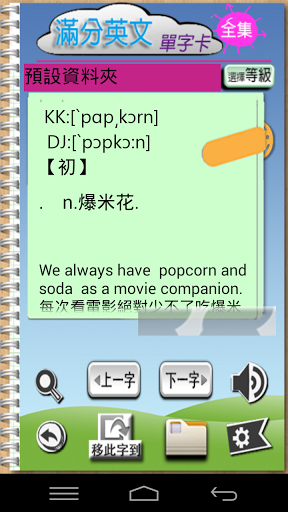 滿分英文
單字卡
全集
預設資料夾
選擇等級
KK:[ˋpɑpˏkɔrn]
DJ:[ˋpɔpkɔ:n]
【初】
. n.爆米花.
We always have popcorn and
soda as a movie companion.
每次看電影絕對少不了吃爆米
上一字
下一字
移此字到